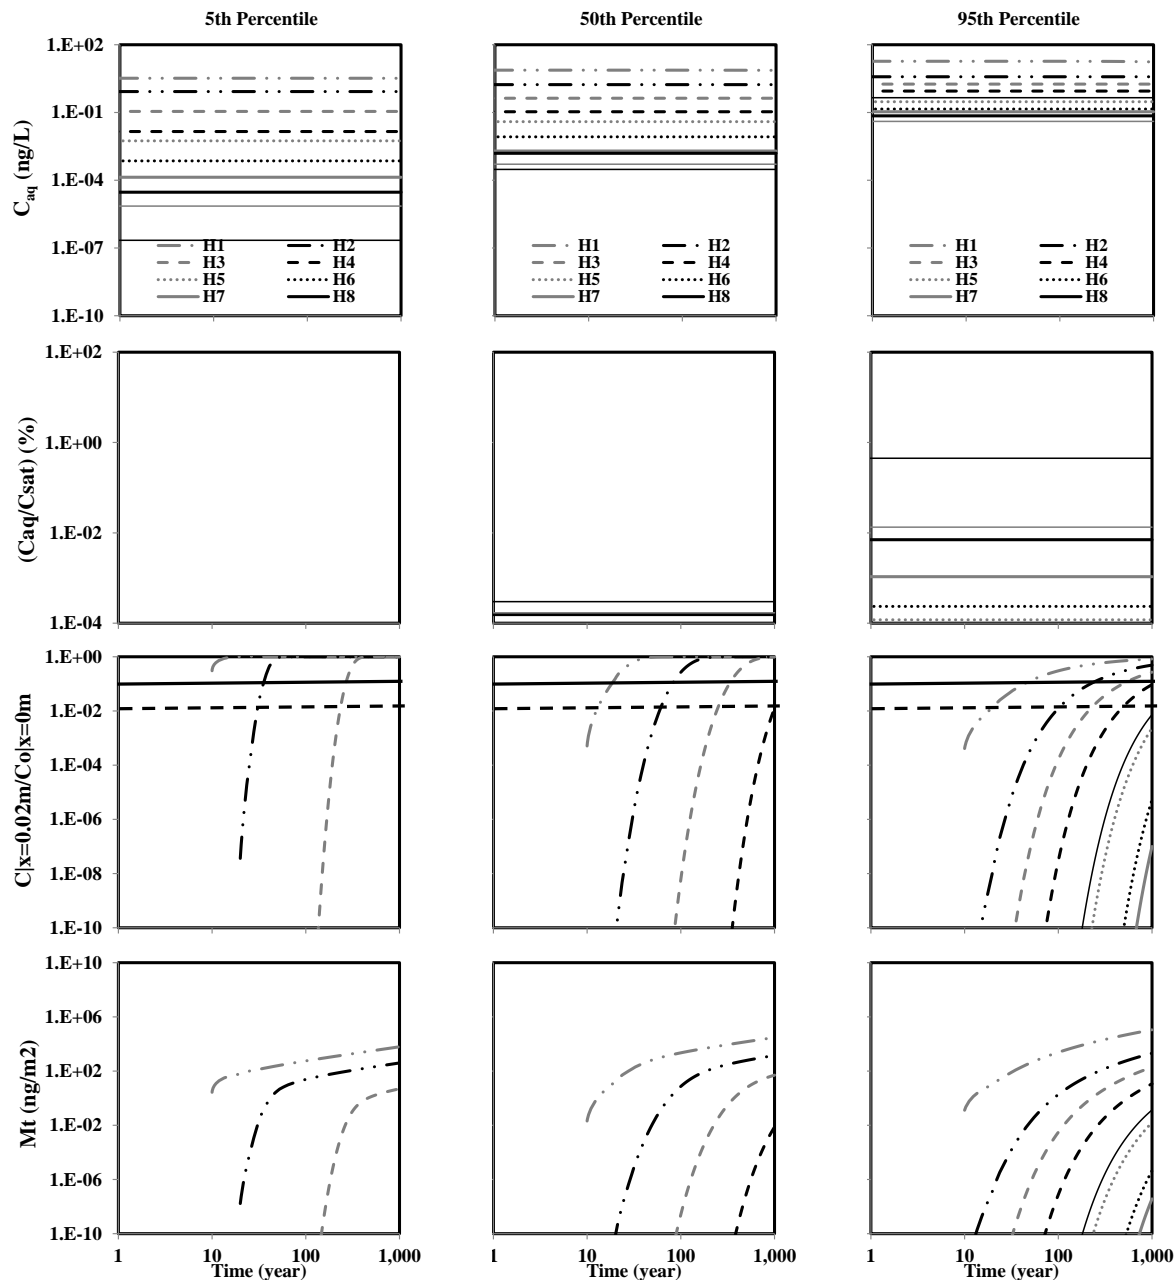 5th Percentile 50th Percentile 95th Percentile
1.E+02
1.E-01
1.E-04
1.E-07
1.E-10
Caq (ng/L)
H1 H2
H3 H4
H5 H6
H7 H8
H1 H2
H3 H4
H5 H6
H7 H8
H1 H2
H3 H4
H5 H6
H7 H8
1.E+02
1.E+00
1.E-02
1.E-04
(Caq/Csat) (%)
1.E+00
1.E-02
1.E-04
1.E-06
1.E-08
1.E-10
C|x=0.02m/Co|x=0m
1.E+10
1.E+06
1.E+02
1.E-02
1.E-06
1.E-10
Mt (ng/m2)
1 10 100 1,000
Time (year)
1 10 100 1,000
Time (year)
1 10 100 1,000
Time (year)